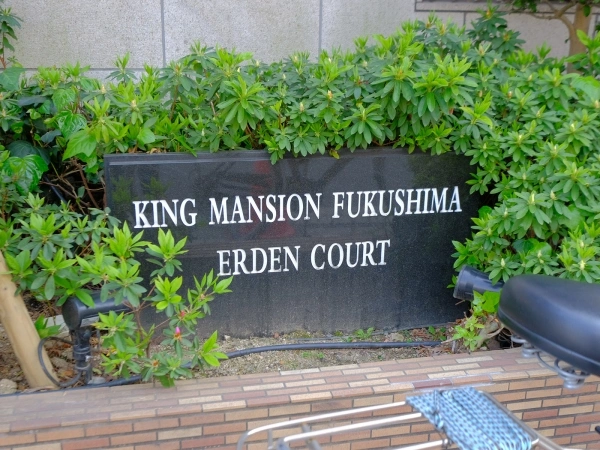 KING MANSION FUKUSHIMA
ERDEN COURT